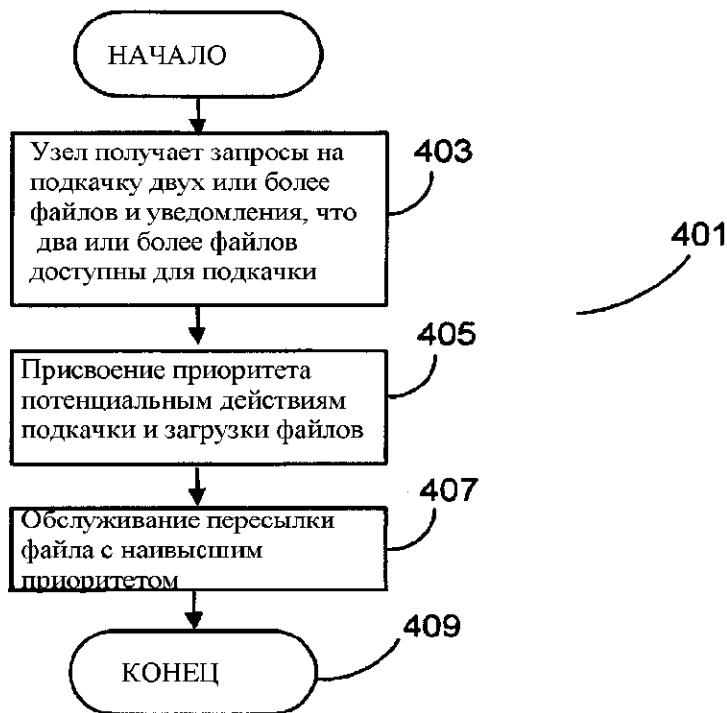 НАЧАЛО
Узел получает запросы на
подкачку двух или более
файлов и уведомления, что
два или более файлов
доступны для подкачки
403
401
Присвоение приоритета
потенциальным действиям
подкачки и загрузки файлов
405
Обслуживание пересылки
файла с наивысшим
приоритетом
407
КОНЕЦ
409